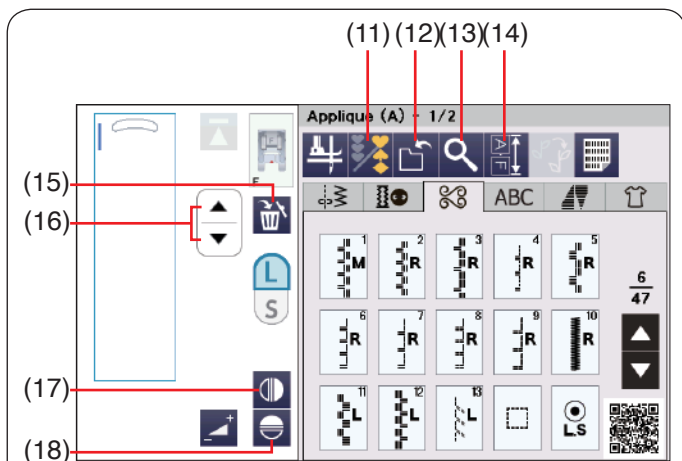 (11) (12) (13) (14)
Applique (A) - 1/2
A
F
F
(15)
(16)
ABC
1 M 2 R 3 R 4 R 5 R
L
S
6
47
6 R 7 R 8 R 9 R 10 R
(17)
11 L 12 L 13 L L.S
(18)